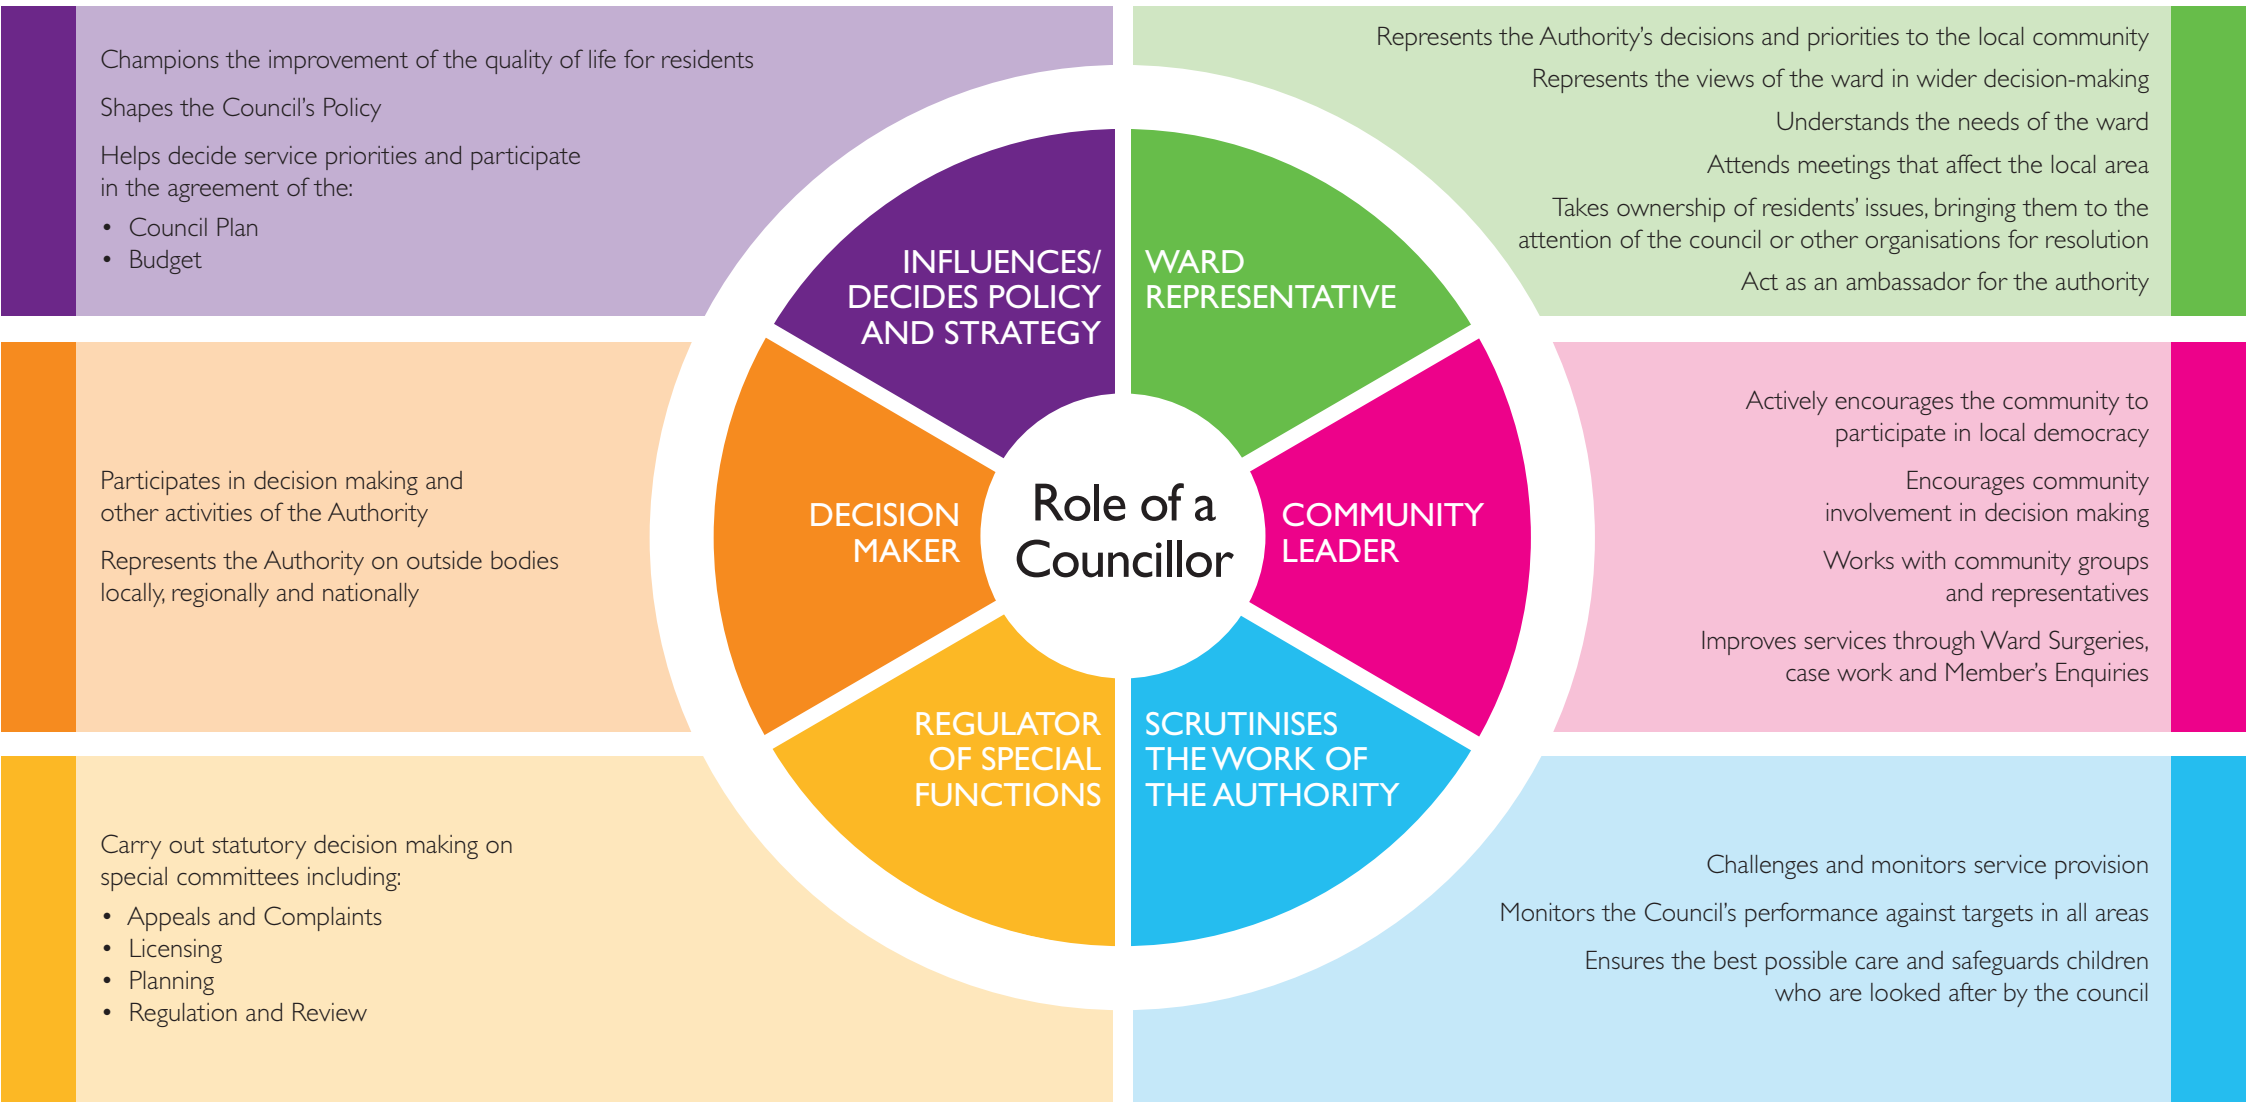 Champions the improvement of the quality of life for residents
Shapes the Council's Policy
Helps decide service priorities and participate
in the agreement of the:
• Council Plan
• Budget
Represents the Authority's decisions and priorities to the local community
Represents the views of the ward in wider decision-making
Understands the needs of the ward
Attends meetings that affect the local area
Takes ownership of residents' issues, bringing them to the
attention of the council or other organisations for resolution
Act as an ambassador for the authority
INFLUENCES/
DECIDES POLICY
AND STRATEGY
WARD
REPRESENTATIVE
Participates in decision making and
other activities of the Authority
Represents the Authority on outside bodies
locally, regionally and nationally
DECISION
MAKER
Role of a
Councillor
COMMUNITY
LEADER
Actively encourages the community to
participate in local democracy
Encourages community
involvement in decision making
Works with community groups
and representatives
Improves services through Ward Surgeries,
case work and Member's Enquiries
REGULATOR
OF SPECIAL
FUNCTIONS
SCRUTINISES
THE WORK OF
THE AUTHORITY
Carry out statutory decision making on
special committees including:
• Appeals and Complaints
• Licensing
• Planning
• Regulation and Review
Challenges and monitors service provision
Monitors the Council's performance against targets in all areas
Ensures the best possible care and safeguards children
who are looked after by the council